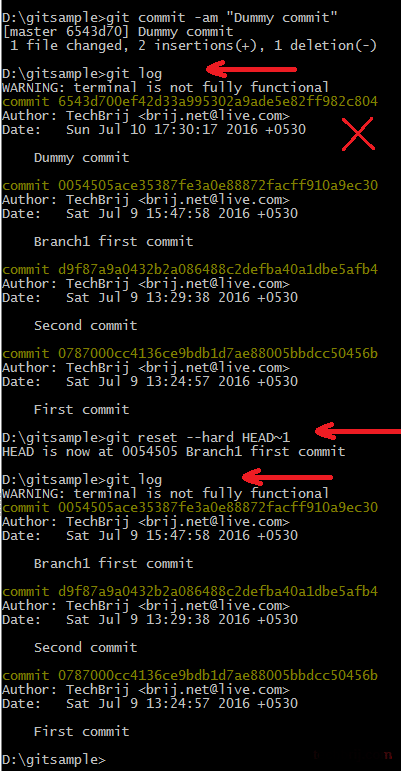 D:\gitsample>git commit -am "Dummy commit"
[master 6543d70] Dummy commit
 1 file changed, 2 insertions(+), 1 deletion(-)
D:\gitsample>git log
WARNING: terminal is not fully functional
commit 6543d700ef42d33a995302a9ade5e82ff982c804
Author: TechBrij <brij.net@live.com>
Date:   Sun Jul 10 17:30:17 2016 +0530
    Dummy commit
commit 0054505ace35387fe3a0e88872facff910a9ec30
Author: TechBrij <brij.net@live.com>
Date:   Sat Jul 9 15:47:58 2016 +0530
    Branch1 first commit
commit d9f87a9a0432b2a086488c2defba40a1dbe5afb4
Author: TechBrij <brij.net@live.com>
Date:   Sat Jul 9 13:29:38 2016 +0530
    Second commit
commit 0787000cc4136ce9bdb1d7ae88005bbdcc50456b
Author: TechBrij <brij.net@live.com>
Date:   Sat Jul 9 13:24:57 2016 +0530
    First commit
D:\gitsample>git reset --hard HEAD~1
HEAD is now at 0054505 Branch1 first commit
D:\gitsample>git log
WARNING: terminal is not fully functional
commit 0054505ace35387fe3a0e88872facff910a9ec30
Author: TechBrij <brij.net@live.com>
Date:   Sat Jul 9 15:47:58 2016 +0530
    Branch1 first commit
commit d9f87a9a0432b2a086488c2defba40a1dbe5afb4
Author: TechBrij <brij.net@live.com>
Date:   Sat Jul 9 13:29:38 2016 +0530
    Second commit
commit 0787000cc4136ce9bdb1d7ae88005bbdcc50456b
Author: TechBrij <brij.net@live.com>
Date:   Sat Jul 9 13:24:57 2016 +0530
    First commit
D:\gitsample>